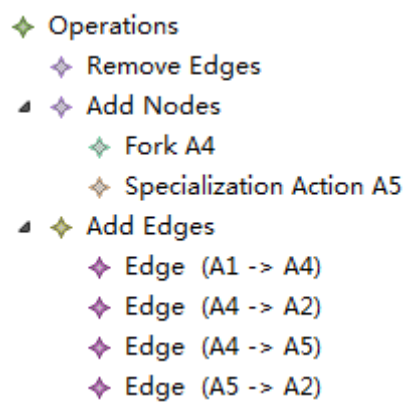 Operations
Remove Edges
Add Nodes
Fork A4
Specialization Action A5
Add Edges
Edge (A1 -> A4)
Edge (A4 -> A2)
Edge (A4 -> A5)
Edge (A5 -> A2)